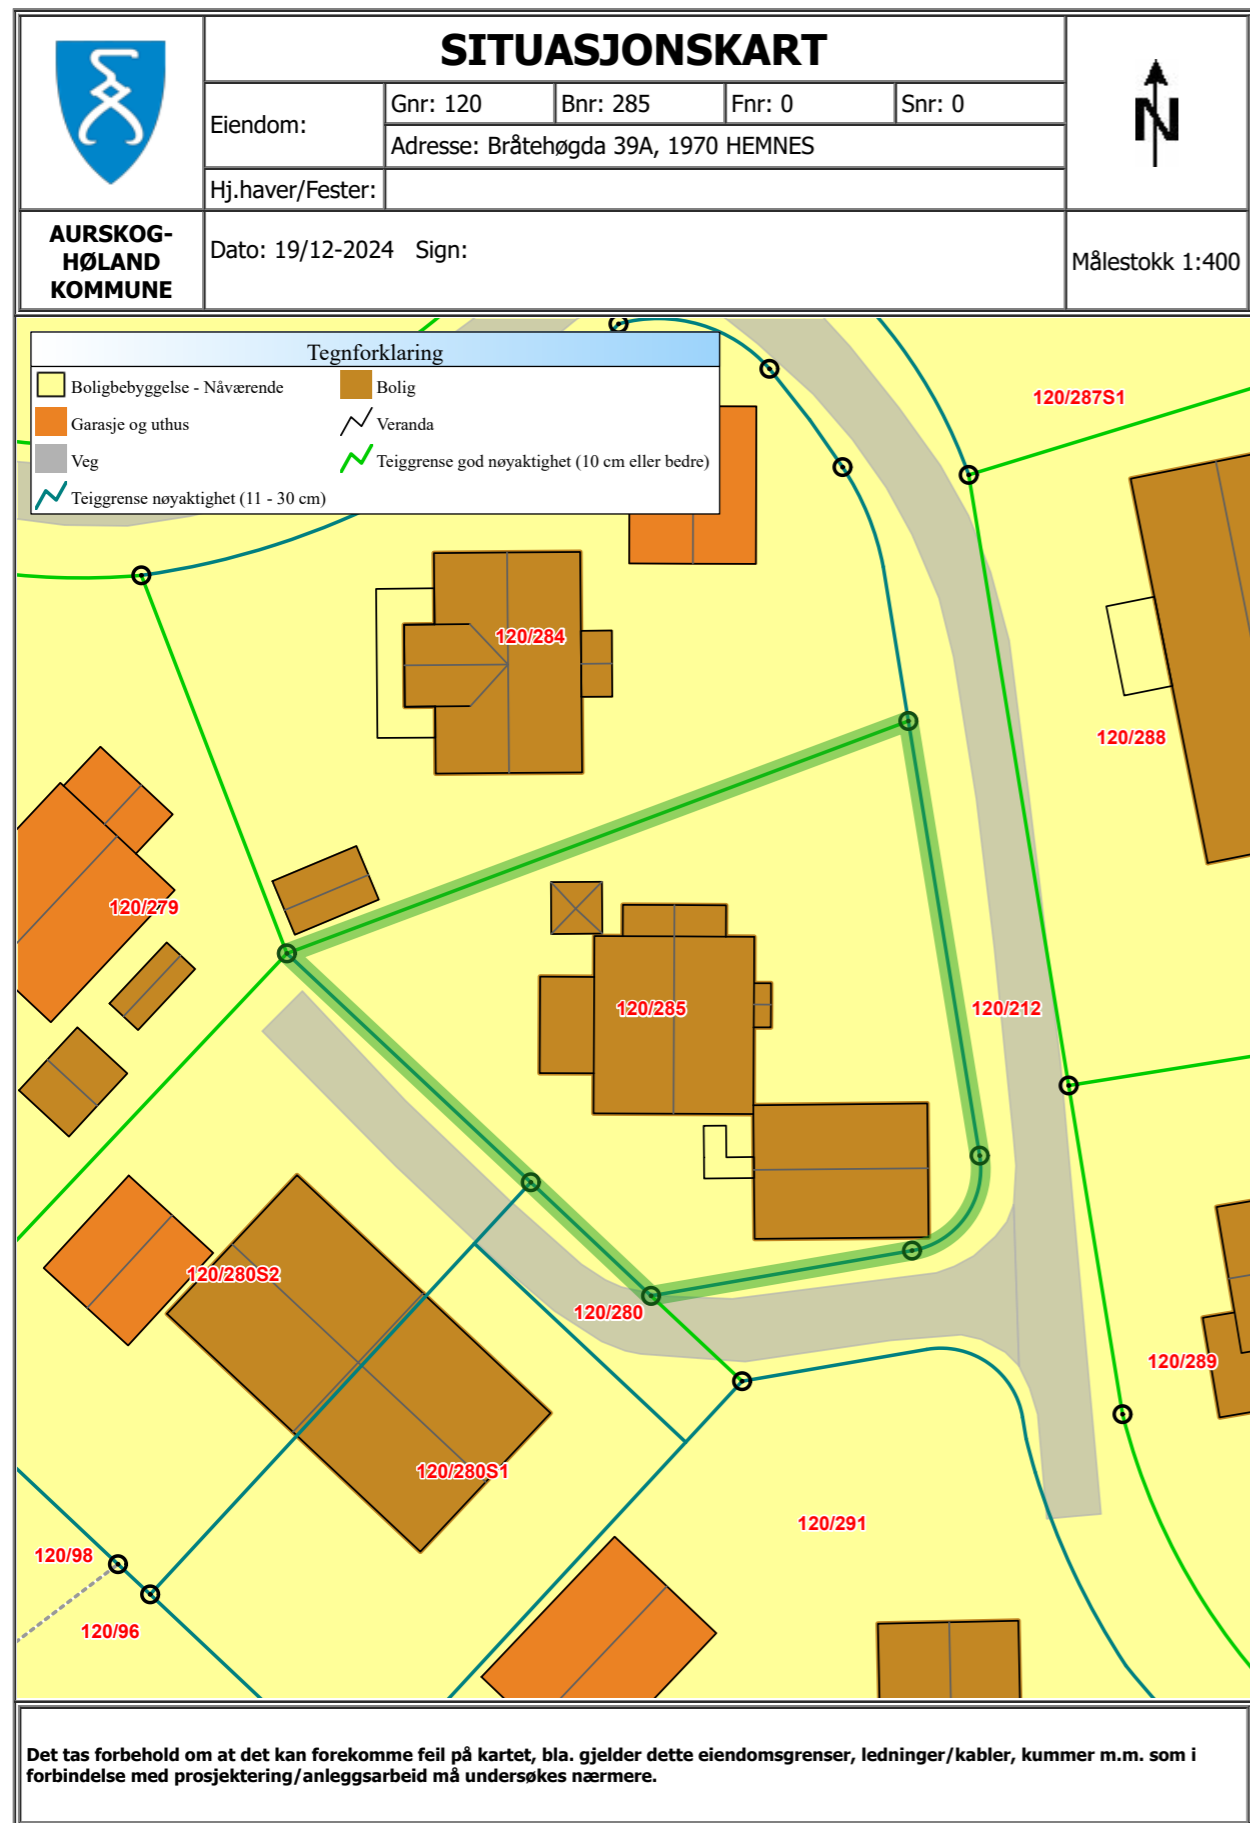 SITUASJONSKART
Eiendom:
Gnr: 120
Bnr: 285
Fnr: 0
Snr: 0
Adresse: Bråtehøgda 39A, 1970 HEMNES
Hj.haver/Fester:
N
AURSKOG-
HØLAND
KOMMUNE
Dato: 19/12-2024 Sign:
Målestokk 1:400
Tegnforklaring
Boligbebyggelse - Nåværende
Bolig
Garasje og uthus
Veranda
Veg
Teiggrense god nøyaktighet (10 cm eller bedre)
Teiggrense nøyaktighet (11 - 30 cm)
120/287S1
120/284
120/288
120/279
120/285
120/212
120/280S2
120/280
120/289
120/280S1
120/291
120/98
120/96
Det tas forbehold om at det kan forekomme feil på kartet, bla. gjelder dette eiendomsgrenser, ledninger/kabler, kummer m.m. som i
forbindelse med prosjektering/anleggsarbeid må undersøkes nærmere.